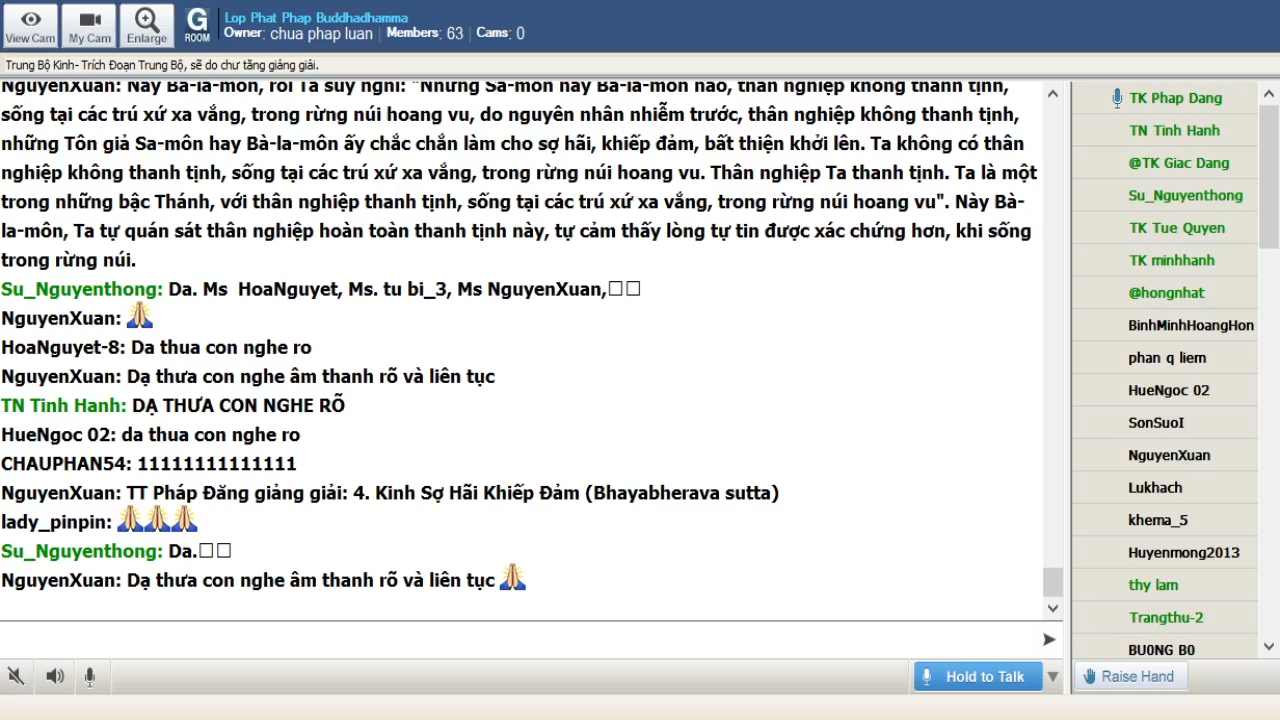 View Cam
My Cam
Enlarge
G
ROOM
Lop Phat Phap Buddhadhamma
Owner: chua phap luan | Members: 63 | Cams: 0
Trung Bộ Kinh- Trích Đoạn Trung Bộ, sẽ do chư tăng giảng giải.
NguyenXuan: Này Bà-la-môn, rồi Ta suy nghĩ: "Những Sa-môn hay Bà-la-môn nào, thân nghiệp không thanh tịnh,
sống tại các trú xứ xa vắng, trong rừng núi hoang vu, do nguyên nhân nhiễm trước, thân nghiệp không thanh tịnh,
những Tôn giả Sa-môn hay Bà-la-môn ấy chắc chắn làm cho sợ hãi, khiếp đảm, bất thiện khởi lên. Ta không có thân
nghiệp không thanh tịnh, sống tại các trú xứ xa vắng, trong rừng núi hoang vu. Thân nghiệp Ta thanh tịnh. Ta là một
trong những bậc Thánh, với thân nghiệp thanh tịnh, sống tại các trú xứ xa vắng, trong rừng núi hoang vu". Này Bà-
la-môn, Ta tự quán sát thân nghiệp hoàn toàn thanh tịnh này, tự cảm thấy lòng tự tin được xác chứng hơn, khi sống
trong rừng núi.
Su_Nguyenthong: Da. Ms  HoaNguyet, Ms. tu bi_3, Ms NguyenXuan,
NguyenXuan:
HoaNguyet-8: Da thua con nghe ro
NguyenXuan: Dạ thưa con nghe âm thanh rõ và liên tục
TN Tinh Hanh: DẠ THƯA CON NGHE RÕ
HueNgoc 02: da thua con nghe ro
CHAUPHAN54: 11111111111111
NguyenXuan: TT Pháp Đăng giảng giải: 4. Kinh Sợ Hãi Khiếp Đảm (Bhayabherava sutta)
lady_pinpin:
Su_Nguyenthong: Da.
NguyenXuan: Dạ thưa con nghe âm thanh rõ và liên tục
Hold to Talk
TK Phap Dang
TN Tinh Hanh
@TK Giac Dang
Su_Nguyenthong
TK Tue Quyen
TK minhhanh
@hongnhat
BinhMinhHoangHon
phan q liem
HueNgoc 02
SonSuoI
NguyenXuan
Lukhach
khema_5
Huyenmong2013
thy lam
Trangthu-2
BU0NG B0
Raise Hand